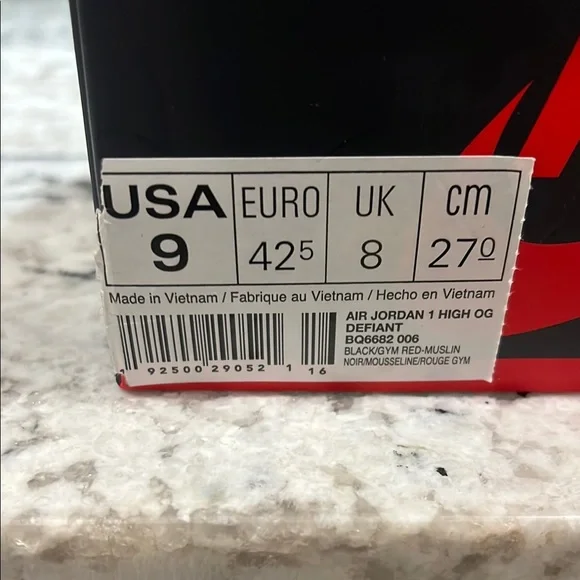 USA EURO UK cm
9 42⁵ 8 27⁰
Made in Vietnam / Fabrique au Vietnam / Hecho en Vietnam
AIR JORDAN 1 HIGH OG
DEFIANT
BQ6682 006
BLACK/GYM RED-MUSLIN
NOIR/MOUSSELINE/ROUGE GYM
1 92500 29052 1 16